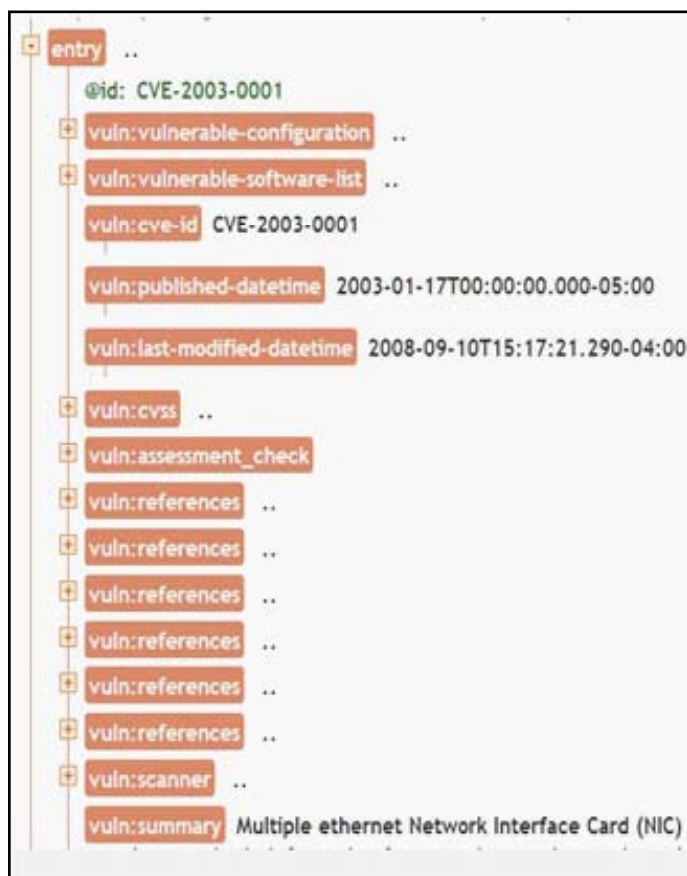 entry ..
@id: CVE-2003-0001
vuln:vulnerable-configuration ..
vuln:vulnerable-software-list ..
vuln:cve-id CVE-2003-0001
vuln:published-datetime 2003-01-17T00:00:00.000-05:00
vuln:last-modified-datetime 2008-09-10T15:17:21.290-04:00
vuln:cvss ..
vuln:assessment_check
vuln:references ..
vuln:references ..
vuln:references ..
vuln:references ..
vuln:references ..
vuln:references ..
vuln:scanner ..
vuln:summary Multiple ethernet Network Interface Card (NIC)